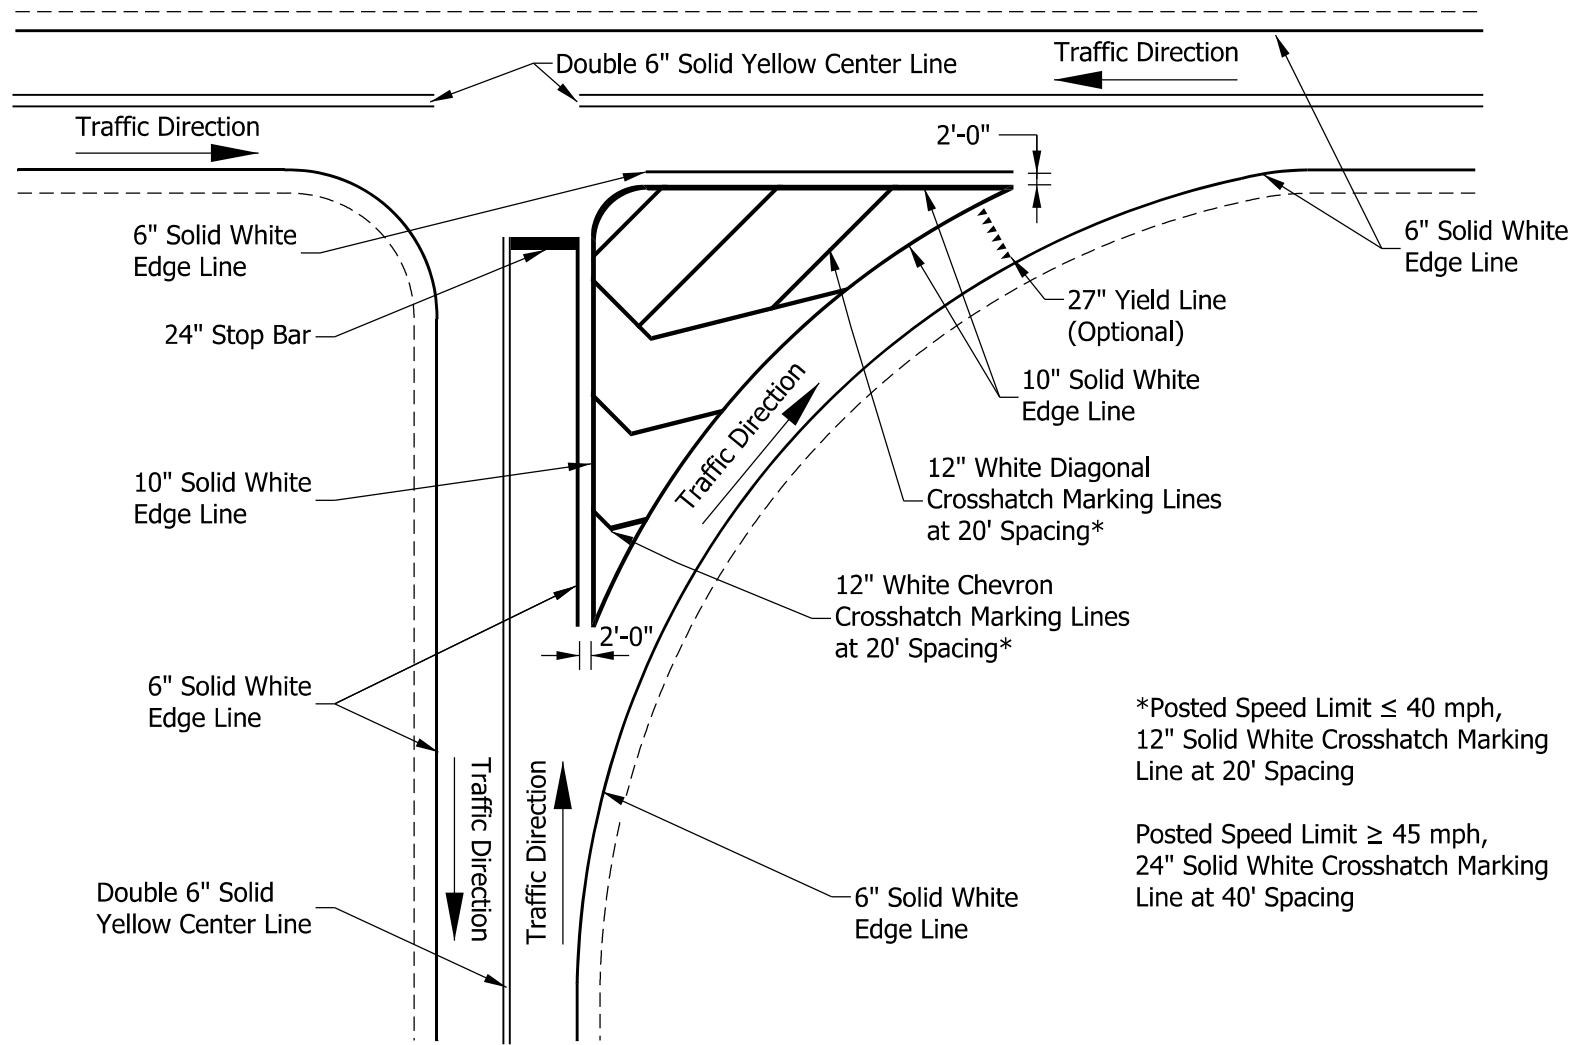 Double 6" Solid Yellow Center Line
Traffic Direction
Traffic Direction
2'-0"
6" Solid White
Edge Line
6" Solid White
Edge Line
24" Stop Bar
27" Yield Line
(Optional)
10" Solid White
Edge Line
Traffic Direction
12" White Diagonal
Crosshatch Marking Lines
at 20' Spacing*
10" Solid White
Edge Line
12" White Chevron
Crosshatch Marking Lines
at 20' Spacing*
2'-0"
6" Solid White
Edge Line
*Posted Speed Limit ≤ 40 mph,
12" Solid White Crosshatch Marking
Line at 20' Spacing
Traffic Direction
Traffic Direction
Posted Speed Limit ≥ 45 mph,
24" Solid White Crosshatch Marking
Line at 40' Spacing
Double 6" Solid
Yellow Center Line
6" Solid White
Edge Line